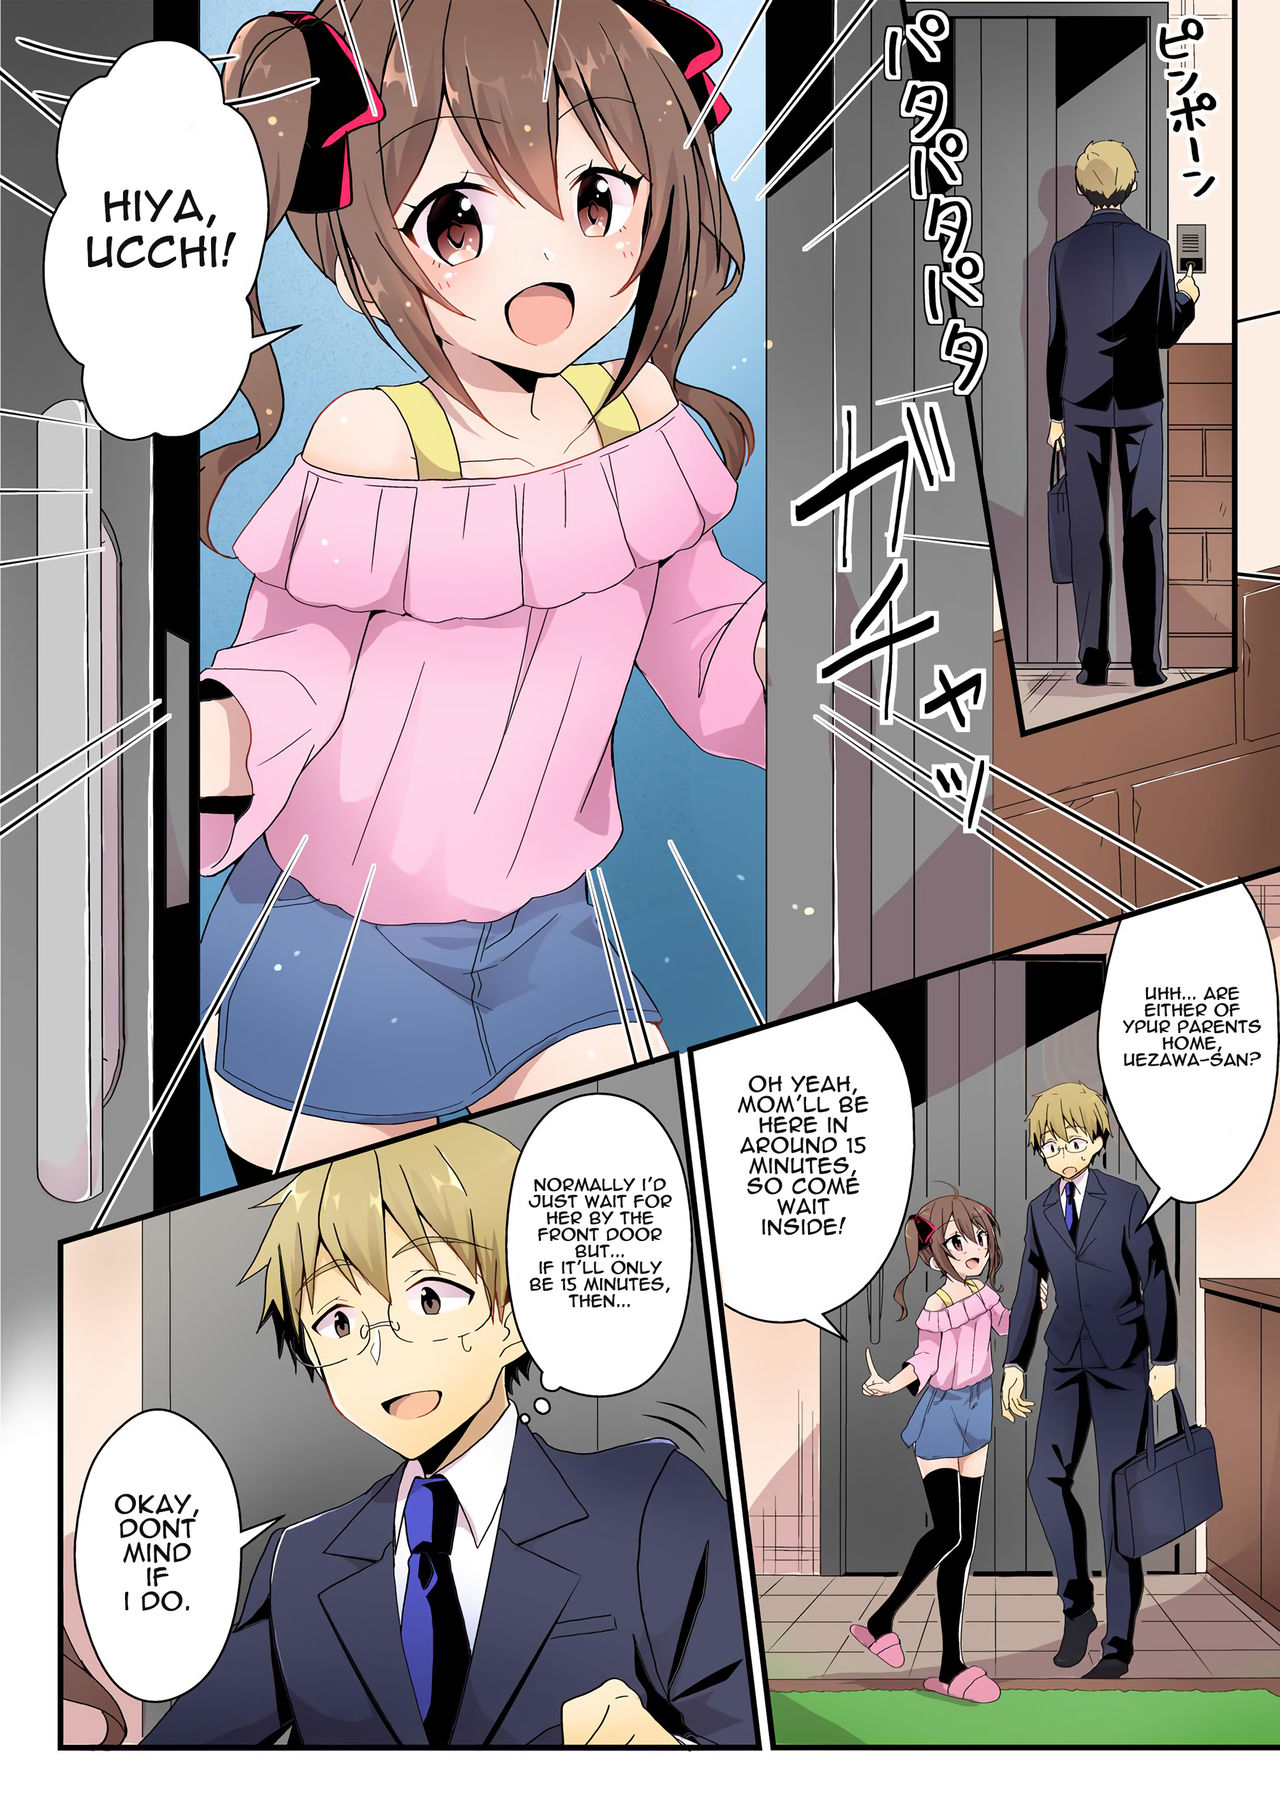 ピンポーン
パタパタパタパタ
ガチャッ
HIYA,
UCCHI!
UHH... ARE
EITHER OF
YPUR PARENTS
HOME,
UEZAWA-SAN?
OH YEAH,
MOM'LL BE
HERE IN
AROUND 15
MINUTES,
SO COME
WAIT
INSIDE!
NORMALLY I'D
JUST WAIT FOR
HER BY THE
FRONT DOOR
BUT...
IF IT'LL ONLY
BE 15 MINUTES,
THEN...
OKAY,
DONT
MIND
IF
I DO.